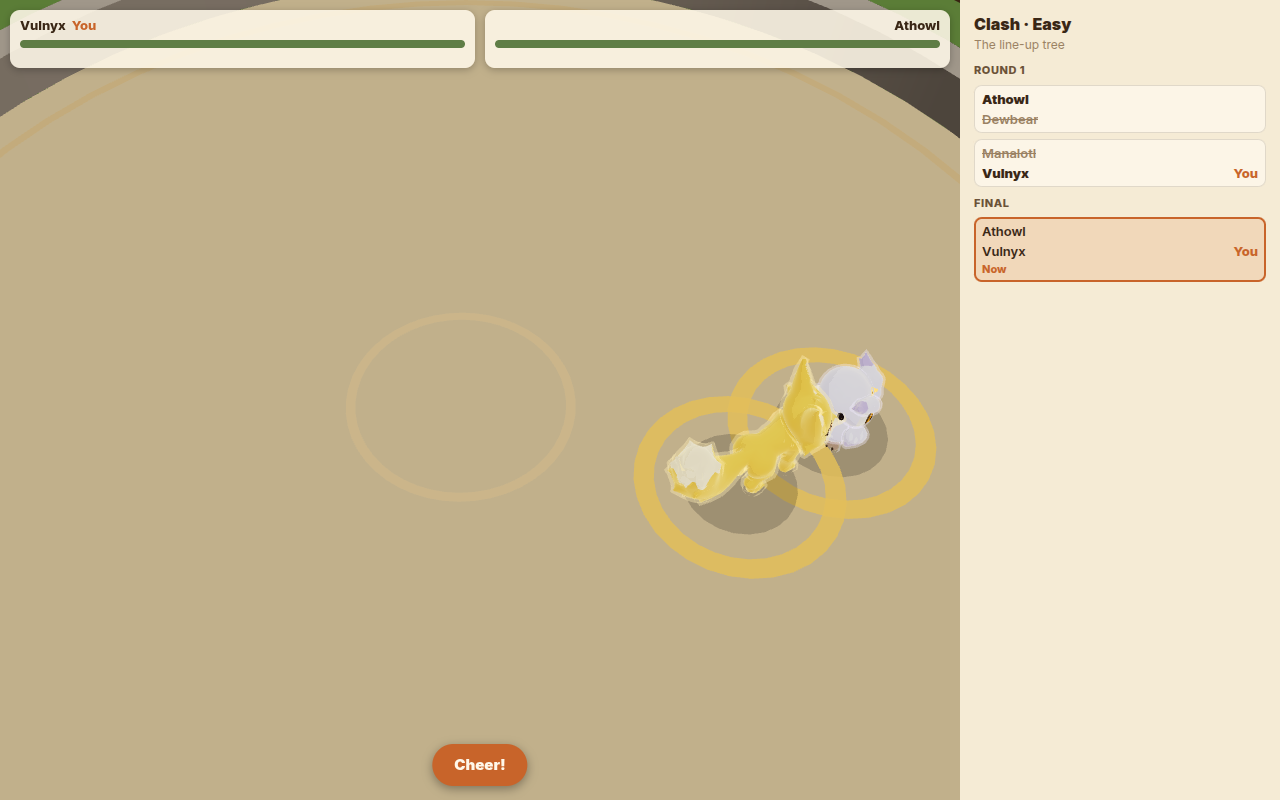 Vulnyx You
Athowl
Cheer!
Clash · Easy
The line-up tree
ROUND 1
Athowl
Dewbear
Manalotl
Vulnyx You
FINAL
Athowl
Vulnyx You
Now